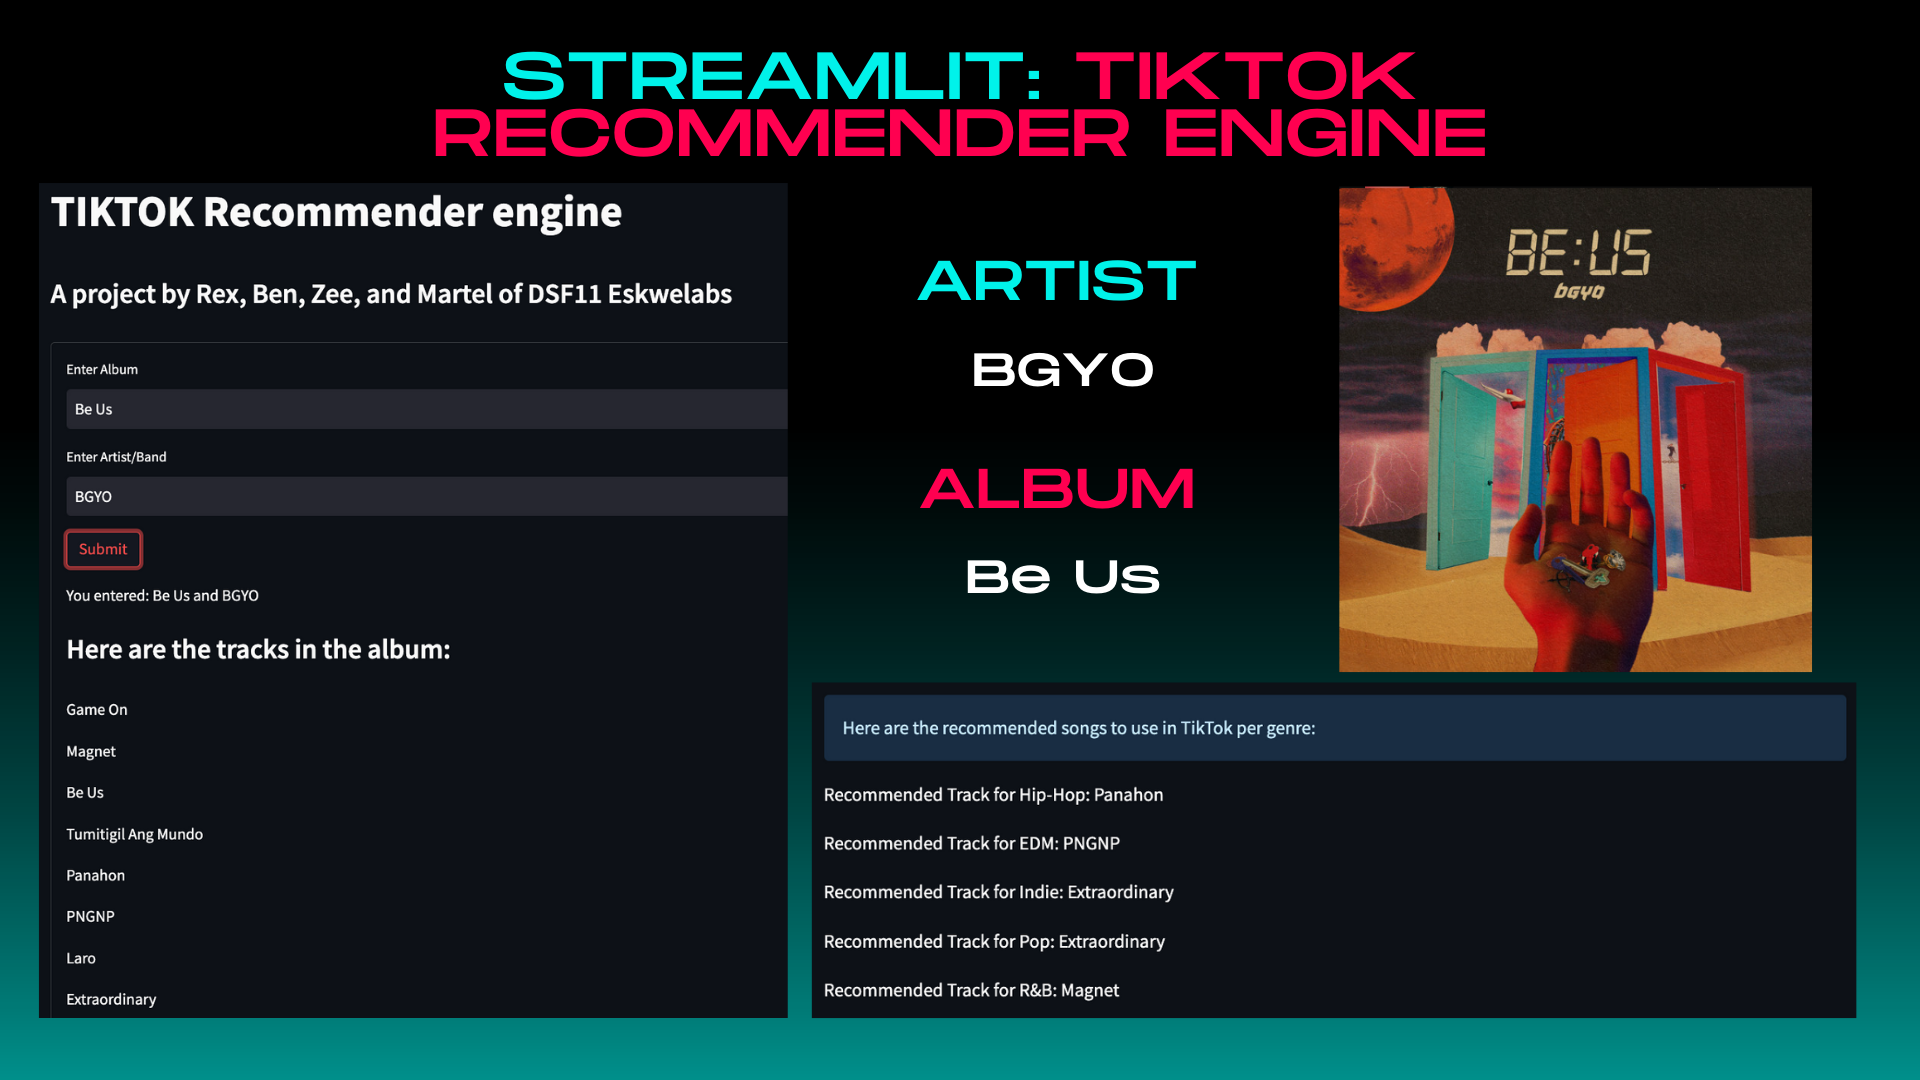 STREAMLIT: TIKTOK
RECOMMENDER ENGINE
TIKTOK Recommender engine
A project by Rex, Ben, Zee, and Martel of DSF11 Eskwelabs
Enter Album
Be Us
Enter Artist/Band
BGYO
Submit
You entered: Be Us and BGYO
Here are the tracks in the album:
Game On
Magnet
Be Us
Tumitigil Ang Mundo
Panahon
PNGNP
Laro
Extraordinary
ARTIST
BGYO
ALBUM
Be Us
BE:US
BGYO
Here are the recommended songs to use in TikTok per genre:
Recommended Track for Hip-Hop: Panahon
Recommended Track for EDM: PNGNP
Recommended Track for Indie: Extraordinary
Recommended Track for Pop: Extraordinary
Recommended Track for R&B: Magnet